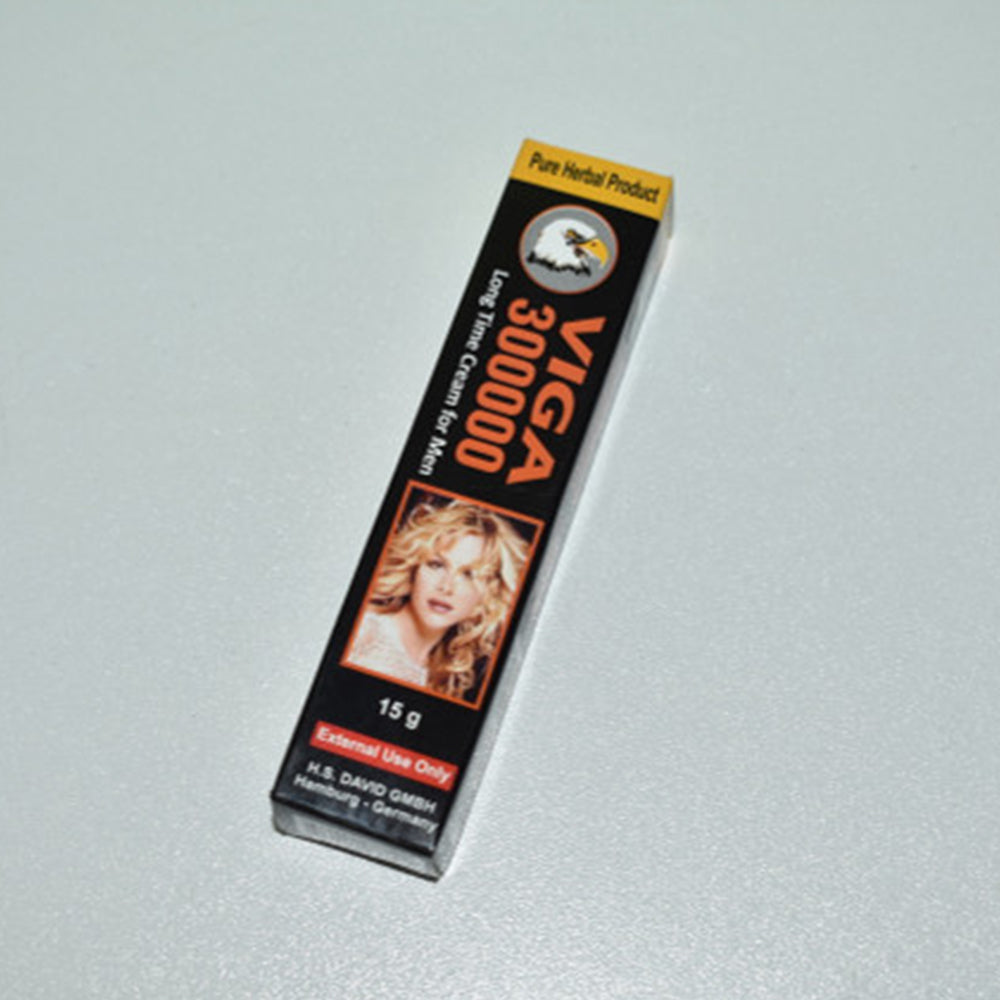 Pure Herbal Product
VIGA
300000
Long Time Cream for Men
15 g
External Use Only
H.S. DAVID GMBH
Hamburg - Germany